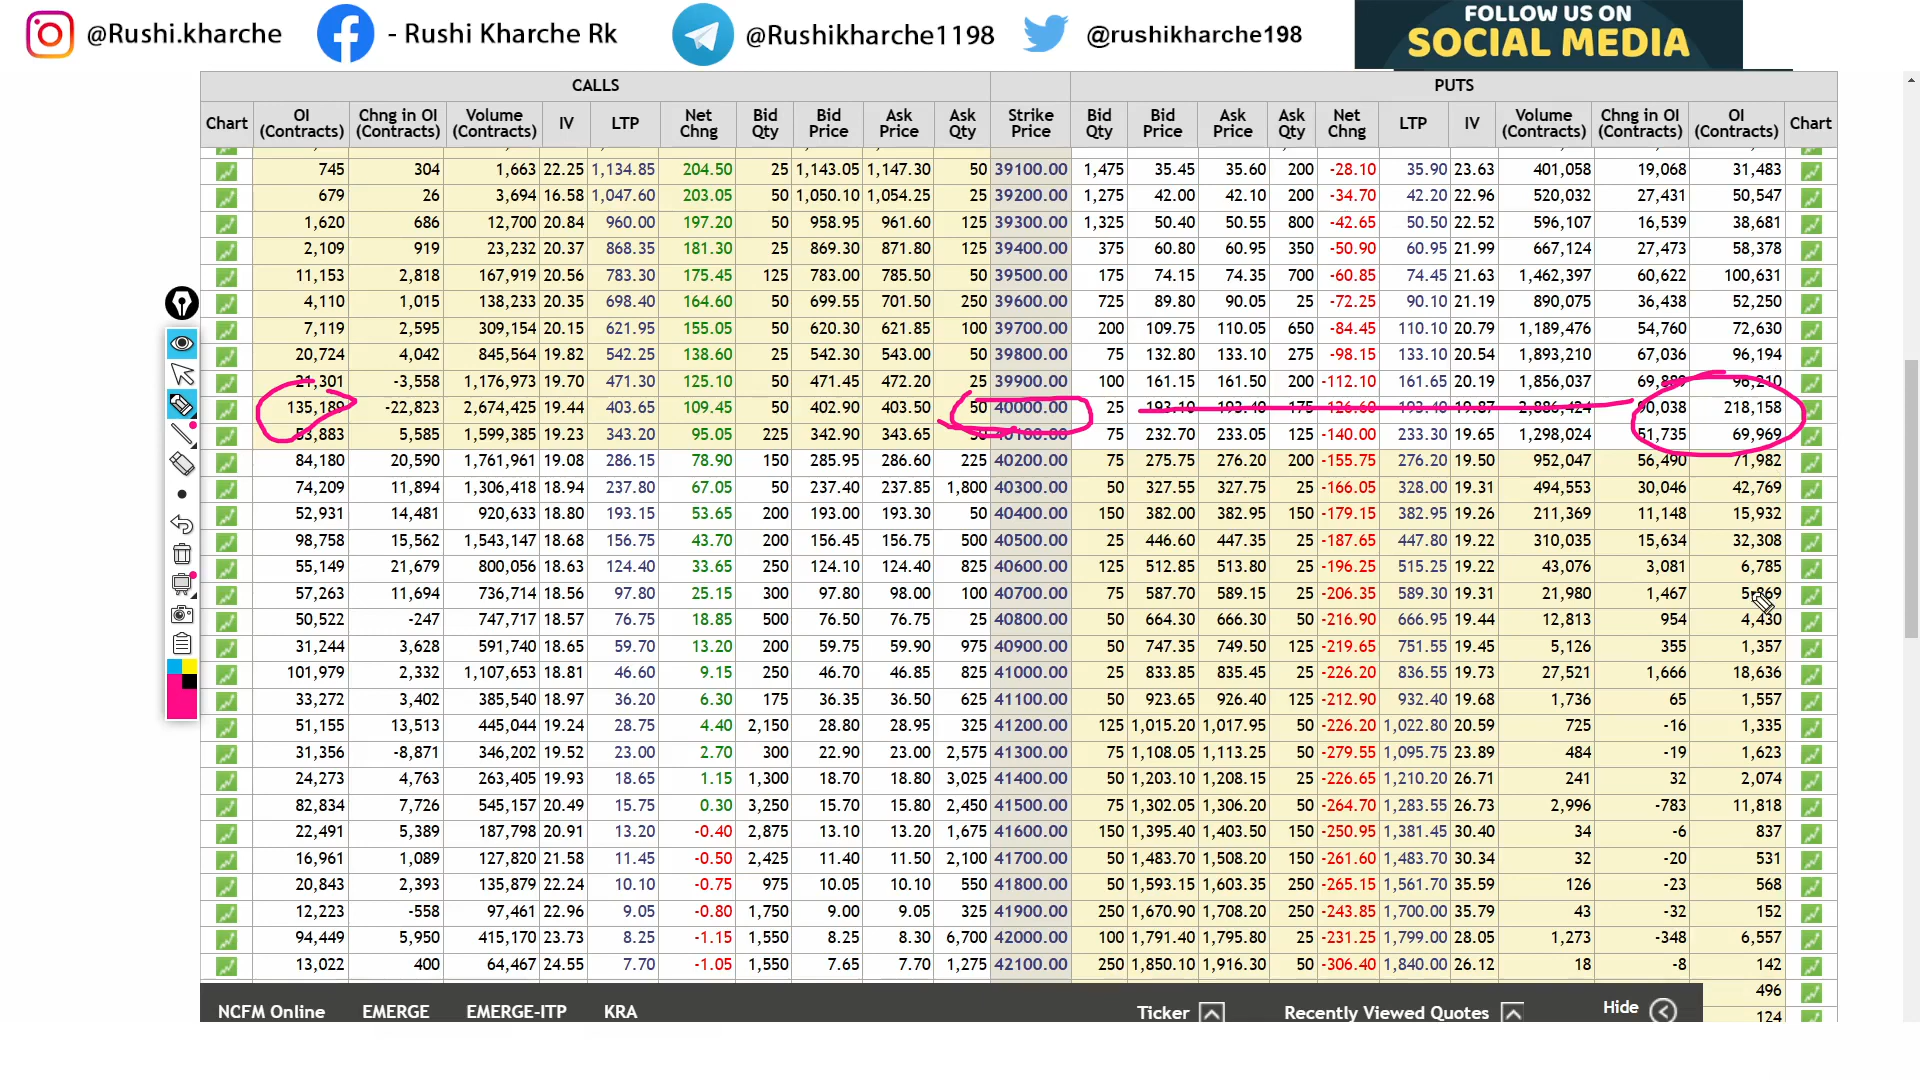 @Rushi.kharche - Rushi Kharche Rk @Rushikharche1198 @rushikharche198 FOLLOW US ON
SOCIAL MEDIA
CALLS PUTS
Chart OI (Contracts) Chng in OI (Contracts) Volume (Contracts) IV LTP Net Chng Bid Qty Bid Price Ask Price Ask Qty Strike Price Bid Qty Bid Price Ask Price Ask Qty Net Chng LTP IV Volume (Contracts) Chng in OI (Contracts) OI (Contracts) Chart
745 304 1,663 22.25 1,134.85 204.50 25 1,143.05 1,147.30 50 39100.00 1,475 35.45 35.60 200 -28.10 35.90 23.63 401,058 19,068 31,483
679 26 3,694 16.58 1,047.60 203.05 50 1,050.10 1,054.25 25 39200.00 1,275 42.00 42.10 200 -34.70 42.20 22.96 520,032 27,431 50,547
1,620 686 12,700 20.84 960.00 197.20 50 958.95 961.60 125 39300.00 1,325 50.40 50.55 800 -42.65 50.50 22.52 596,107 16,539 38,681
2,109 919 23,232 20.37 868.35 181.30 25 869.30 871.80 125 39400.00 375 60.80 60.95 350 -50.90 60.95 21.99 667,124 27,473 58,378
11,153 2,818 167,919 20.56 783.30 175.45 125 783.00 785.50 50 39500.00 175 74.15 74.35 700 -60.85 74.45 21.63 1,462,397 60,622 100,631
4,110 1,015 138,233 20.35 698.40 164.60 50 699.55 701.50 250 39600.00 725 89.80 90.05 25 -72.25 90.10 21.19 890,075 36,438 52,250
7,119 2,595 309,154 20.15 621.95 155.05 50 620.30 621.85 100 39700.00 200 109.75 110.05 650 -84.45 110.10 20.79 1,189,476 54,760 72,630
20,724 4,042 845,564 19.82 542.25 138.60 25 542.30 543.00 50 39800.00 75 132.80 133.10 275 -98.15 133.10 20.54 1,893,210 67,036 96,194
21,301 -3,558 1,176,973 19.70 471.30 125.10 50 471.45 472.20 25 39900.00 100 161.15 161.50 200 -112.10 161.65 20.19 1,856,037 96,210
135,189 -22,823 2,674,425 19.44 403.65 109.45 50 402.90 403.50 50 40000.00 25 193.10 193.40 175 -126.60 193.40 19.87 2,886,424 90,038 218,158
53,883 5,585 1,599,385 19.23 343.20 95.05 225 342.90 343.65 50 40100.00 75 232.70 233.05 125 -140.00 233.30 19.65 1,298,024 51,735 69,969
84,180 20,590 1,761,961 19.08 286.15 78.90 150 285.95 286.60 225 40200.00 75 275.75 276.20 200 -155.75 276.20 19.50 952,047 56,490 71,982
74,209 11,894 1,306,418 18.94 237.80 67.05 50 237.40 237.85 1,800 40300.00 50 327.55 327.75 25 -166.05 328.00 19.31 494,553 30,046 42,769
52,931 14,481 920,633 18.80 193.15 53.65 200 193.00 193.30 50 40400.00 150 382.00 382.95 150 -179.15 382.95 19.26 211,369 11,148 15,932
98,758 15,562 1,543,147 18.68 156.75 43.70 200 156.45 156.75 500 40500.00 25 446.60 447.35 25 -187.65 447.80 19.22 310,035 15,634 32,308
55,149 21,679 800,056 18.63 124.40 33.65 250 124.10 124.40 825 40600.00 125 512.85 513.80 25 -196.25 515.25 19.22 43,076 3,081 6,785
57,263 11,694 736,714 18.56 97.80 25.15 300 97.80 98.00 100 40700.00 75 587.70 589.15 25 -206.35 589.30 19.31 21,980 1,467
50,522 -247 747,717 18.57 76.75 18.85 500 76.50 76.75 25 40800.00 50 664.30 666.30 50 -216.90 666.95 19.44 12,813 954 4,430
31,244 3,628 591,740 18.65 59.70 13.20 200 59.75 59.90 975 40900.00 50 747.35 749.50 125 -219.65 751.55 19.45 5,126 355 1,357
101,979 2,332 1,107,653 18.81 46.60 9.15 50 46.70 46.85 825 41000.00 25 833.85 835.45 25 -226.20 836.55 19.73 27,521 1,666 18,636
33,272 3,402 385,540 18.97 36.20 6.30 175 36.35 36.50 625 41100.00 50 923.65 926.40 125 -212.90 932.40 19.68 1,736 65 1,557
51,155 13,513 445,044 19.24 28.75 4.40 2,150 28.80 28.95 325 41200.00 125 1,015.20 1,017.95 50 -226.20 1,022.80 20.59 725 -16 1,335
31,356 -8,871 346,202 19.52 23.00 2.70 300 22.90 23.00 2,575 41300.00 75 1,108.05 1,113.25 50 -279.55 1,095.75 23.89 484 -19 1,623
24,273 4,763 263,405 19.93 18.65 1.15 1,300 18.70 18.80 3,025 41400.00 50 1,203.10 1,208.15 25 -226.65 1,210.20 26.71 241 32 2,074
82,834 7,726 545,157 20.49 15.75 0.30 3,250 15.70 15.80 2,450 41500.00 75 1,302.05 1,306.20 50 -264.70 1,283.55 26.73 2,996 -783 11,818
22,491 5,389 187,798 20.91 13.20 -0.40 2,875 13.10 13.20 1,675 41600.00 150 1,395.40 1,403.50 150 -250.95 1,381.45 30.40 34 -6 837
16,961 1,089 127,820 21.58 11.45 -0.50 2,425 11.40 11.50 2,100 41700.00 50 1,483.70 1,508.20 150 -261.60 1,483.70 30.34 32 -20 531
20,843 2,393 135,879 22.24 10.10 -0.75 975 10.05 10.10 550 41800.00 50 1,593.15 1,603.35 250 -265.15 1,561.70 35.59 126 -23 568
12,223 -558 97,461 22.96 9.05 -0.80 1,750 9.00 9.05 325 41900.00 250 1,670.90 1,708.20 250 -243.85 1,700.00 35.79 43 -32 152
94,449 5,950 415,170 23.73 8.25 -1.15 1,550 8.25 8.30 6,700 42000.00 100 1,791.40 1,795.80 25 -231.25 1,799.00 28.05 1,273 -348 6,557
13,022 400 64,467 24.55 7.70 -1.05 1,550 7.65 7.70 1,275 42100.00 250 1,850.10 1,916.30 50 -306.40 1,840.00 26.12 18 -8 142
496
NCFM Online EMERGE EMERGE-ITP KRA Ticker Recently Viewed Quotes Hide
124